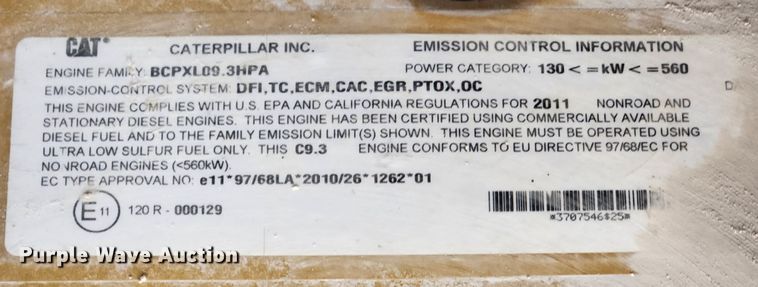 CAT CATERPILLAR INC. EMISSION CONTROL INFORMATION
ENGINE FAMILY: BCPXL09.3HPA POWER CATEGORY: 130 < =kW < =560
EMISSION-CONTROL SYSTEM: DFI,TC,ECM,CAC,EGR,PTOX,OC D
THIS ENGINE COMPLIES WITH U.S. EPA AND CALIFORNIA REGULATIONS FOR 2011 NONROAD AND
STATIONARY DIESEL ENGINES. THIS ENGINE HAS BEEN CERTIFIED USING COMMERCIALLY AVAILABLE
DIESEL FUEL AND TO THE FAMILY EMISSION LIMIT(S) SHOWN. THIS ENGINE MUST BE OPERATED USING
ULTRA LOW SULFUR FUEL ONLY. THIS C9.3 ENGINE CONFORMS TO EU DIRECTIVE 97/68/EC FOR
NONROAD ENGINES (<560kW).
EC TYPE APPROVAL NO: e11*97/68LA*2010/26*1262*01
E 11 120 R - 000129
*3707546$25*
Purple Wave Auction